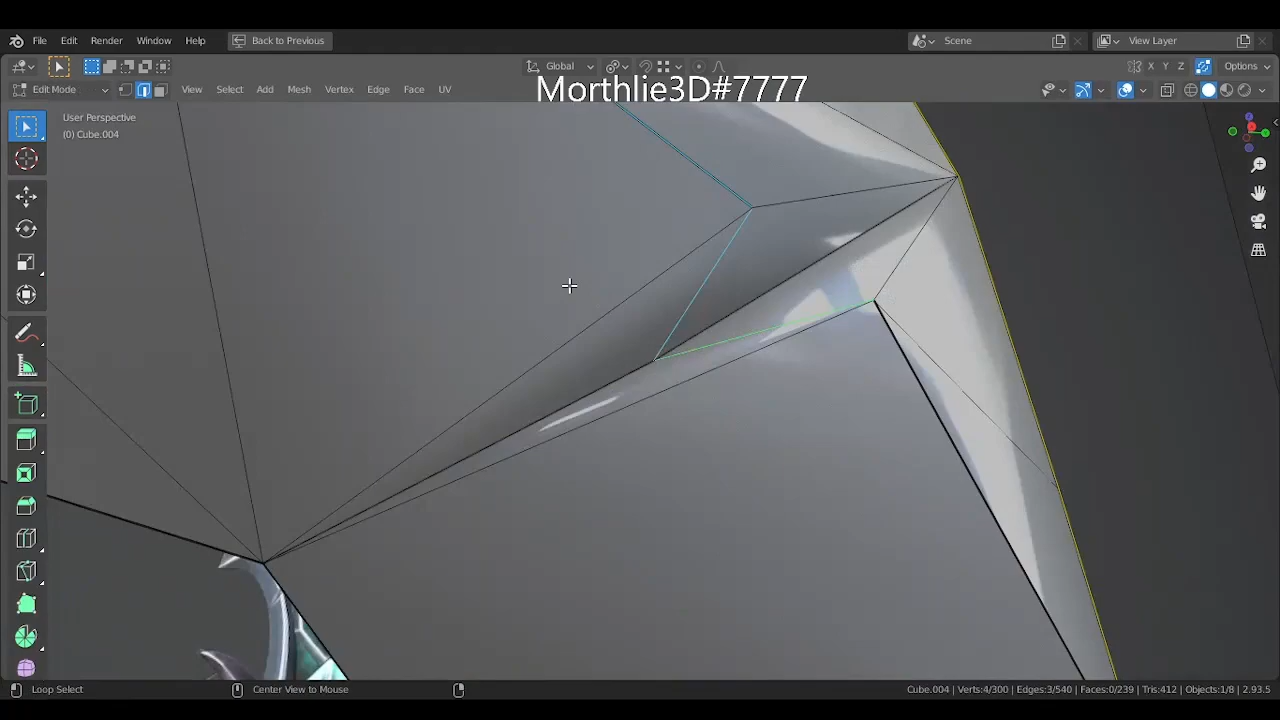 File Edit Render Window Help Back to Previous Scene View Layer
Global X Y Z Options
Edit Mode View Select Add Mesh Vertex Edge Face UV
Morthlie3D#7777
User Perspective
(0) Cube.004
Loop Select Center View to Mouse Cube.004 | Verts:4/300 | Edges:3/540 | Faces:0/239 | Tris:412 | Objects:1/8 | 2.93.5